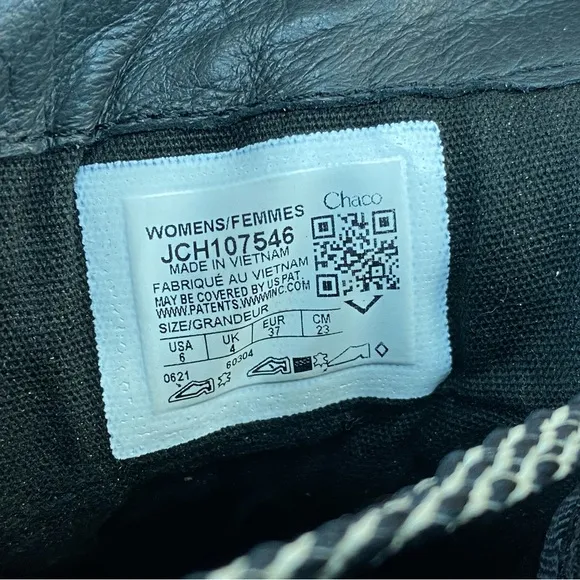 Chaco
WOMENS/FEMMES
JCH107546
MADE IN VIETNAM
FABRIQUÉ AU VIETNAM
MAY BE COVERED BY US PAT.
WWW.PATENTS.WWWINC.COM
SIZE/GRANDEUR
USA UK EUR CM
6 4 37 23
0621 60304